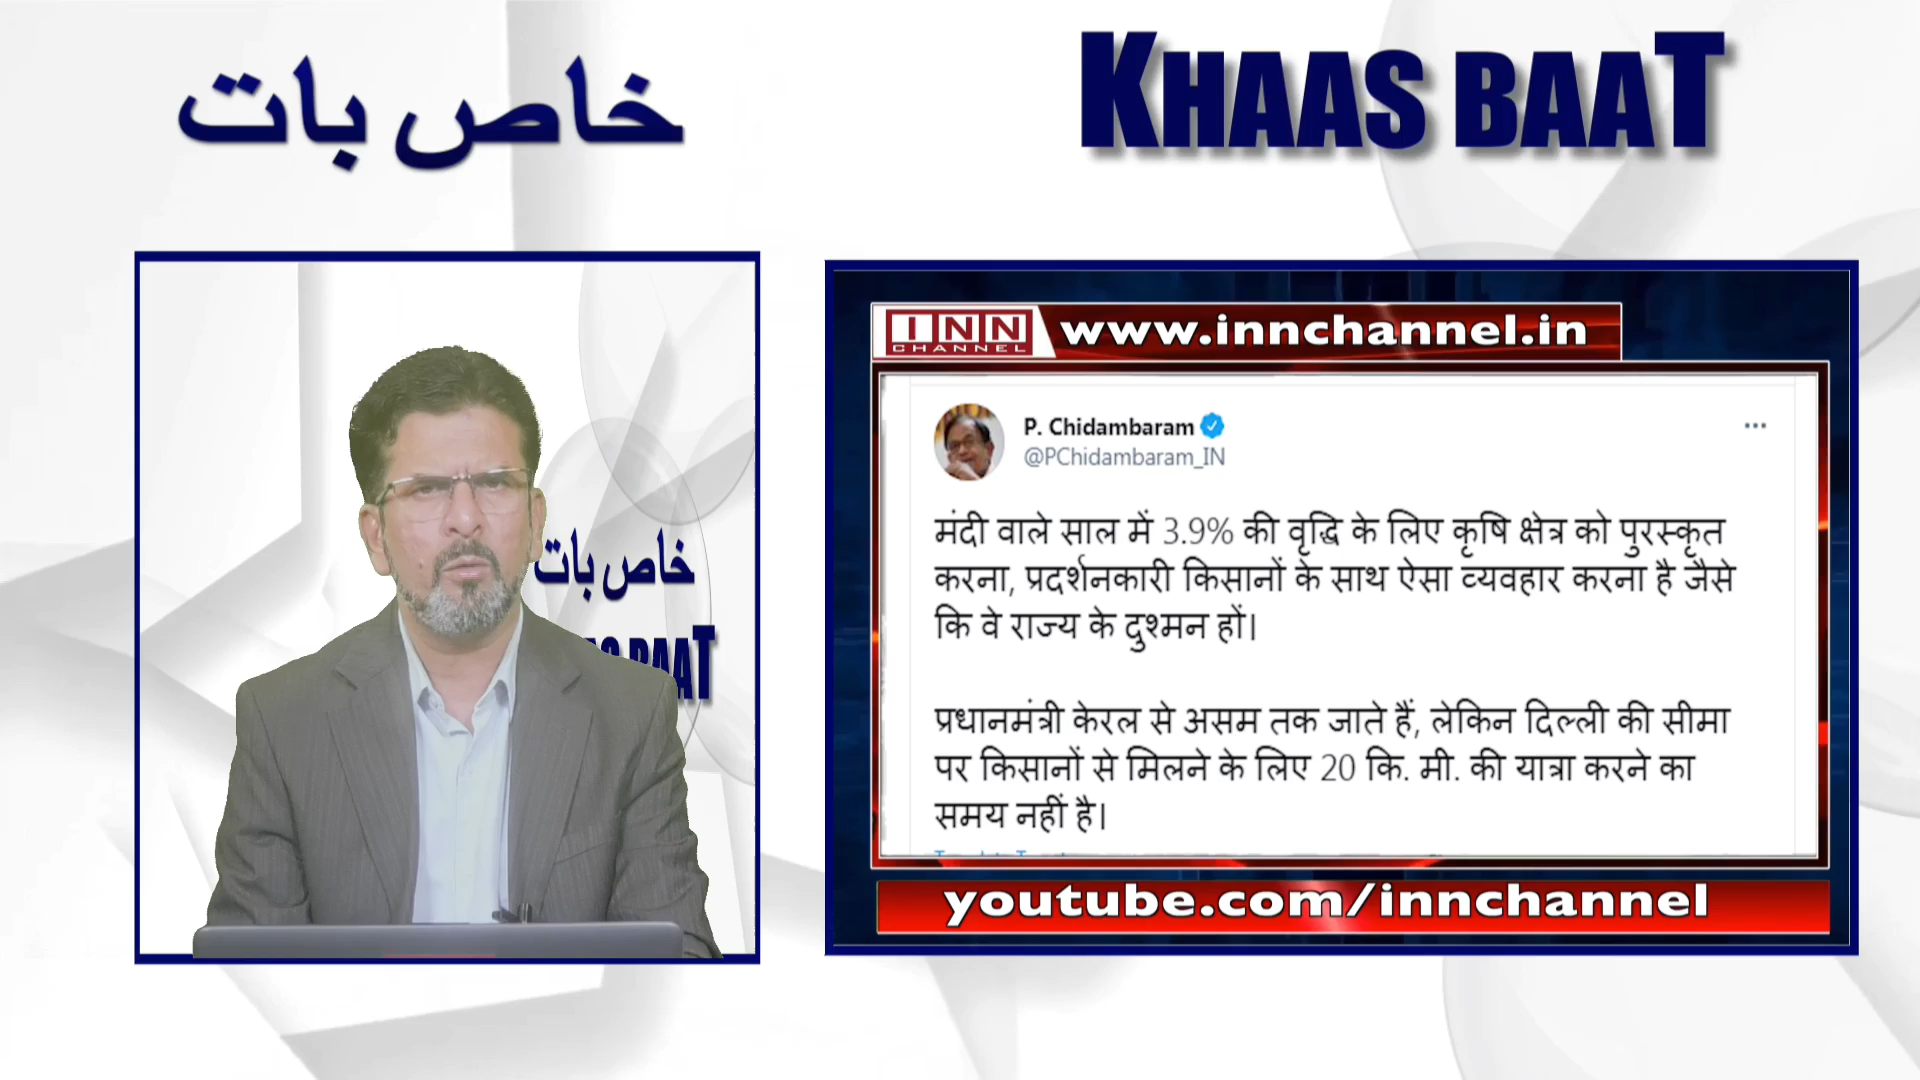 خاص بات
KHAAS BAAT
خاص بات
BAAT
INN
CHANNEL
www.innchannel.in
P. Chidambaram
@PChidambaram_IN
मंदी वाले साल में 3.9% की वृद्धि के लिए कृषि क्षेत्र को पुरस्कृत
करना, प्रदर्शनकारी किसानों के साथ ऐसा व्यवहार करना है जैसे
कि वे राज्य के दुश्मन हों।
प्रधानमंत्री केरल से असम तक जाते हैं, लेकिन दिल्ली की सीमा
पर किसानों से मिलने के लिए 20 कि. मी. की यात्रा करने का
समय नहीं है।
youtube.com/innchannel